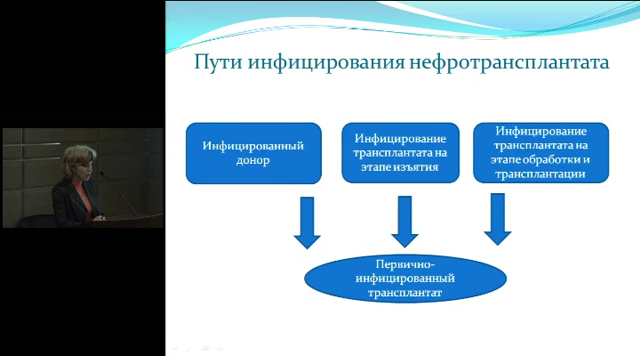 Пути инфицирования нефротрансплантата
Инфицированный
донор
Инфицирование
трансплантата на
этапе изъятия
Инфицирование
трансплантата на
этапе обработки и
трансплантации
Первично-
инфицированный
трансплантат